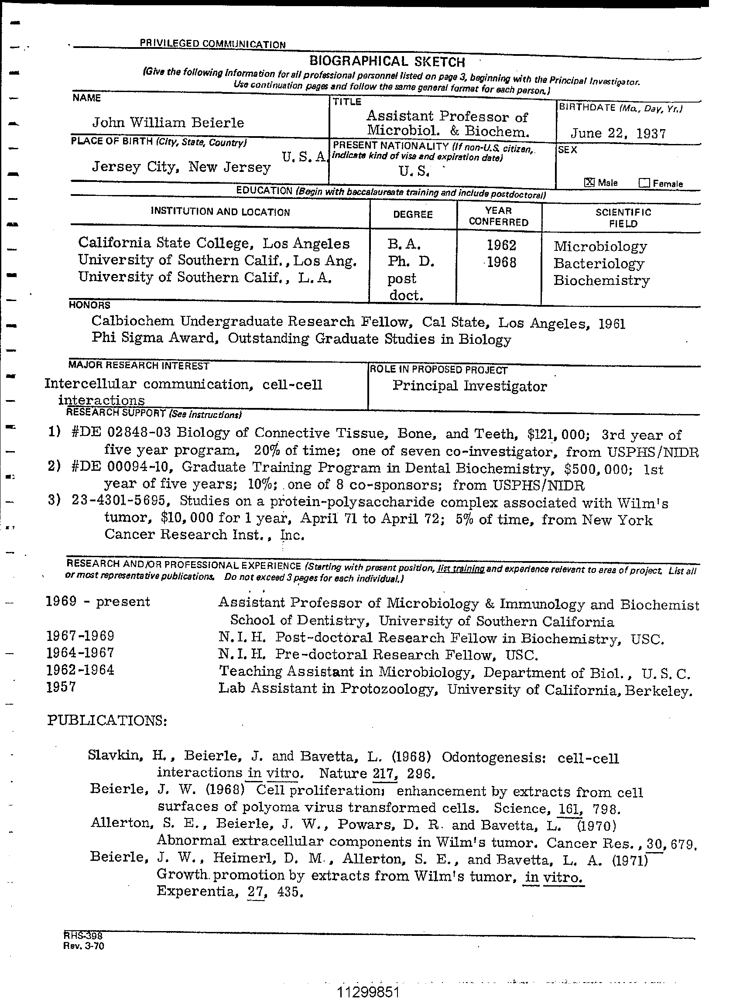 PRIVILEGED COMMUNICATION
BIOGRAPHICAL SKETCH
(Give the following information for all professional personnel listed on page 3, beginning with the Principal Investigator.
Use continuation pages and follow the same general format for each person.)
NAME
John William Beierle
TITLE
Assistant Professor of
Microbiol. & Biochem.
BIRTHDATE (Mo., Day, Yr.)
June 22, 1937
PLACE OF BIRTH (City, State, Country)
U. S. A.
Jersey City, New Jersey
PRESENT NATIONALITY (If non-U.S. citizen,
indicate kind of visa and expiration date)
U. S.
SEX
☒ Male ☐ Female
EDUCATION (Begin with baccalaureate training and include postdoctoral)
INSTITUTION AND LOCATION DEGREE YEAR CONFERRED SCIENTIFIC FIELD
California State College, Los Angeles B. A. 1962 Microbiology
University of Southern Calif., Los Ang. Ph. D. 1968 Bacteriology
University of Southern Calif., L. A. post Biochemistry
doct.
HONORS
Calbiochem Undergraduate Research Fellow, Cal State, Los Angeles, 1961
Phi Sigma Award, Outstanding Graduate Studies in Biology
MAJOR RESEARCH INTEREST
Intercellular communication, cell-cell
interactions
ROLE IN PROPOSED PROJECT
Principal Investigator
RESEARCH SUPPORT (See instructions)
1) #DE 02848-03 Biology of Connective Tissue, Bone, and Teeth, $121,000; 3rd year of
five year program, 20% of time; one of seven co-investigator, from USPHS/NIDR
2) #DE 00094-10, Graduate Training Program in Dental Biochemistry, $500,000; 1st
year of five years; 10%; one of 8 co-sponsors; from USPHS/NIDR
3) 23-4301-5695, Studies on a protein-polysaccharide complex associated with Wilm's
tumor, $10,000 for 1 year, April 71 to April 72; 5% of time, from New York
Cancer Research Inst., Inc.
RESEARCH AND/OR PROFESSIONAL EXPERIENCE (Starting with present position, list training and experience relevant to area of project. List all
or most representative publications. Do not exceed 3 pages for each individual.)
1969 - present Assistant Professor of Microbiology & Immunology and Biochemist
School of Dentistry, University of Southern California
1967-1969 N. I. H. Post-doctoral Research Fellow in Biochemistry, USC.
1964-1967 N. I. H. Pre-doctoral Research Fellow, USC.
1962-1964 Teaching Assistant in Microbiology, Department of Biol., U. S. C.
1957 Lab Assistant in Protozoology, University of California, Berkeley.
PUBLICATIONS:
Slavkin, H., Beierle, J. and Bavetta, L. (1968) Odontogenesis: cell-cell
interactions in vitro. Nature 217, 296.
Beierle, J. W. (1968) Cell proliferation; enhancement by extracts from cell
surfaces of polyoma virus transformed cells. Science, 161, 798.
Allerton, S. E., Beierle, J. W., Powars, D. R. and Bavetta, L. (1970)
Abnormal extracellular components in Wilm's tumor. Cancer Res., 30, 679.
Beierle, J. W., Heimerl, D. M., Allerton, S. E., and Bavetta, L. A. (1971)
Growth promotion by extracts from Wilm's tumor, in vitro.
Experentia, 27, 435.
RHS-398
Rev. 3-70
11299851